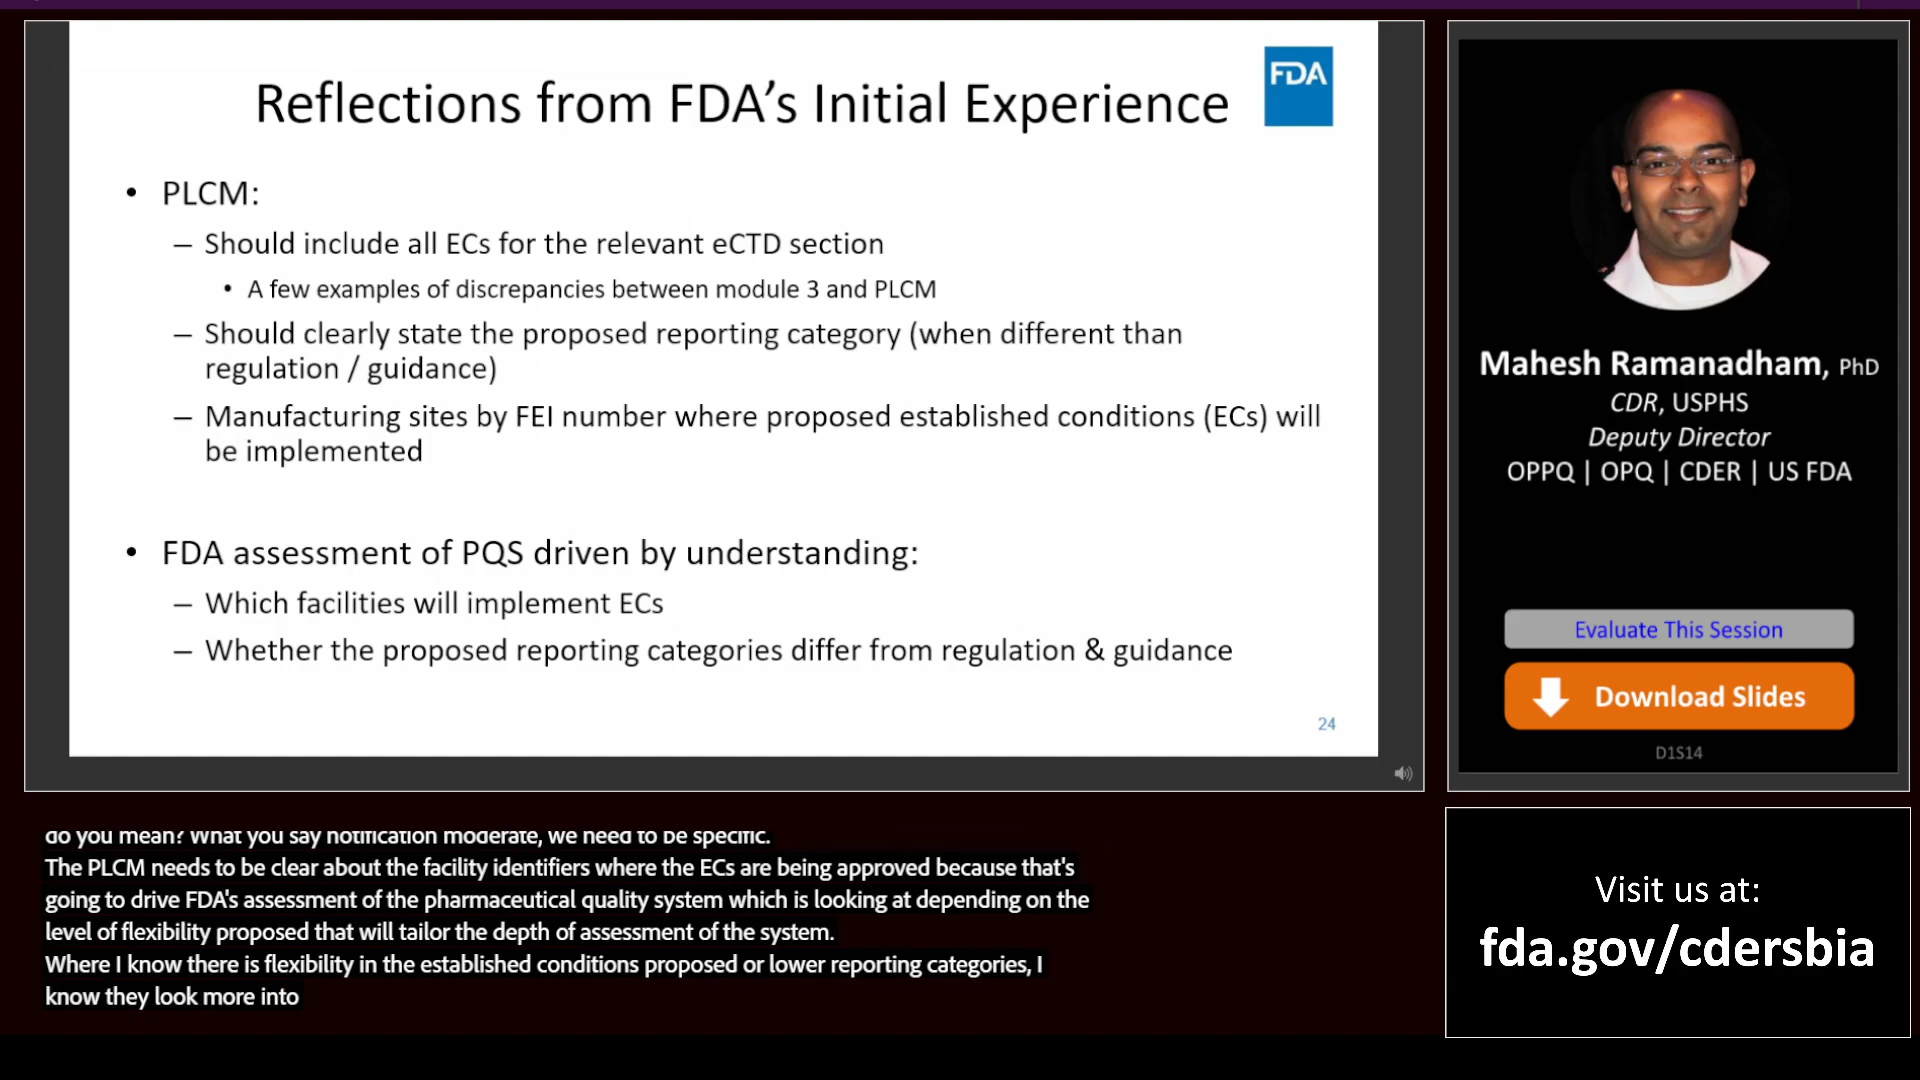 Reflections from FDA's Initial Experience
FDA
• PLCM:
– Should include all ECs for the relevant eCTD section
• A few examples of discrepancies between module 3 and PLCM
– Should clearly state the proposed reporting category (when different than
regulation / guidance)
– Manufacturing sites by FEI number where proposed established conditions (ECs) will
be implemented
• FDA assessment of PQS driven by understanding:
– Which facilities will implement ECs
– Whether the proposed reporting categories differ from regulation & guidance
24
Mahesh Ramanadham, PhD
CDR, USPHS
Deputy Director
OPPQ | OPQ | CDER | US FDA
Evaluate This Session
Download Slides
D1S14
do you mean? What you say notification moderate, we need to be specific.
The PLCM needs to be clear about the facility identifiers where the ECs are being approved because that's
going to drive FDA's assessment of the pharmaceutical quality system which is looking at depending on the
level of flexibility proposed that will tailor the depth of assessment of the system.
Where I know there is flexibility in the established conditions proposed or lower reporting categories, I
know they look more into
Visit us at:
fda.gov/cdersbia